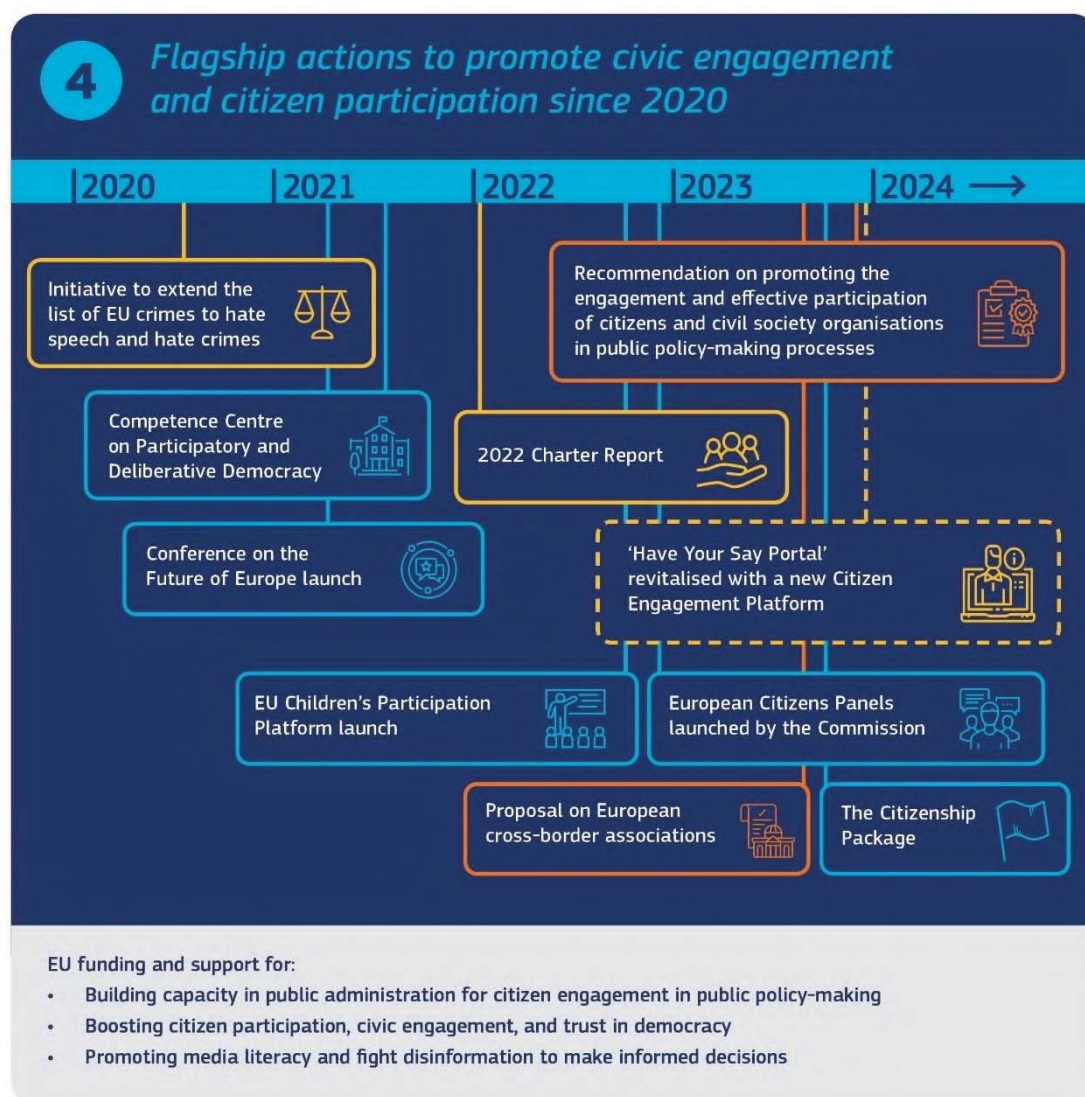 4
Flagship actions to promote civic engagement
and citizen participation since 2020
2020
2021
2022
2023
2024
Initiative to extend the
list of EU crimes to hate
speech and hate crimes
Recommendation on promoting the
engagement and effective participation
of citizens and civil society organisations
in public policy-making processes
Competence Centre
on Participatory and
Deliberative Democracy
2022 Charter Report
Conference on the
Future of Europe launch
‘Have Your Say Portal’
revitalised with a new Citizen
Engagement Platform
EU Children’s Participation
Platform launch
European Citizens Panels
launched by the Commission
Proposal on European
cross-border associations
The Citizenship
Package
EU funding and support for:
• Building capacity in public administration for citizen engagement in public policy-making
• Boosting citizen participation, civic engagement, and trust in democracy
• Promoting media literacy and fight disinformation to make informed decisions